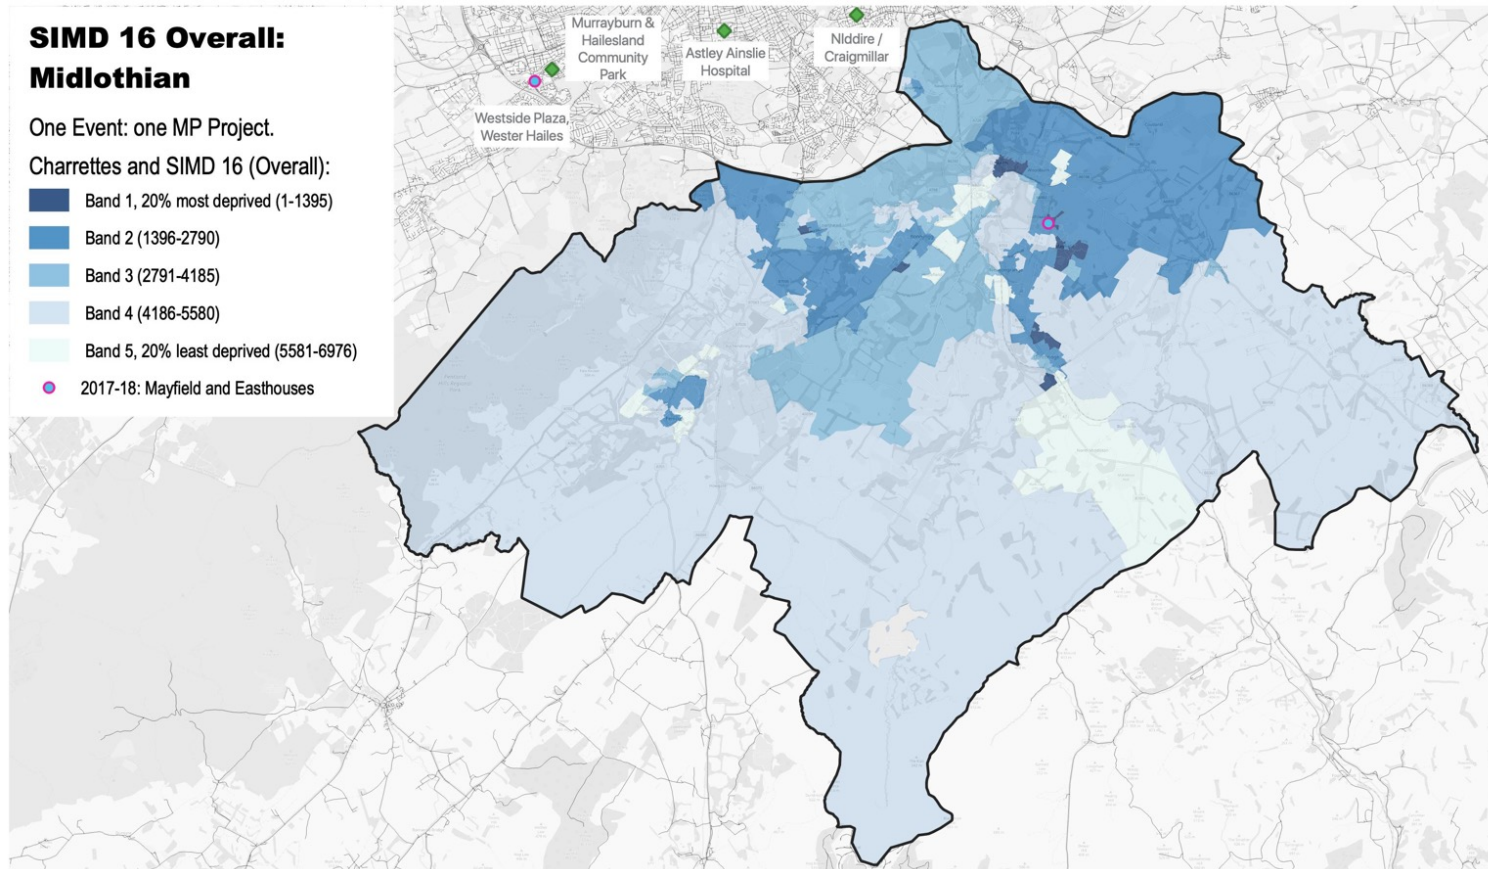 SIMD 16 Overall:
Midlothian
One Event: one MP Project.
Charrettes and SIMD 16 (Overall):
Band 1, 20% most deprived (1-1395)
Band 2 (1396-2790)
Band 3 (2791-4185)
Band 4 (4186-5580)
Band 5, 20% least deprived (5581-6976)
2017-18: Mayfield and Easthouses
Murrayburn &
Hailesland
Community
Park
Westside Plaza,
Wester Hailes
Astley Ainslie
Hospital
NIddire /
Craigmillar